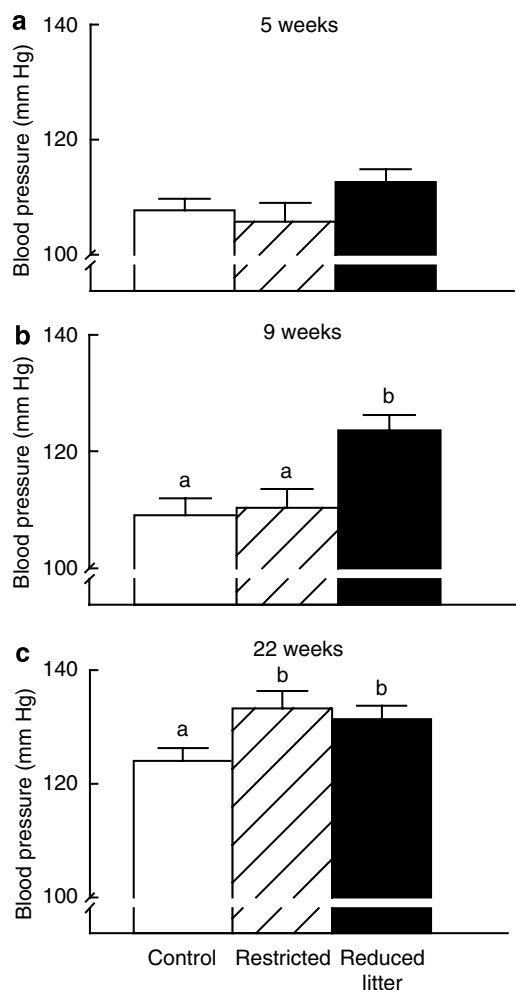 a
5 weeks
140
120
100
Blood pressure (mm Hg)
b
9 weeks
140
120
100
Blood pressure (mm Hg)
a
a
b
c
22 weeks
140
120
100
Blood pressure (mm Hg)
a
b
b
Control
Restricted
Reduced
litter